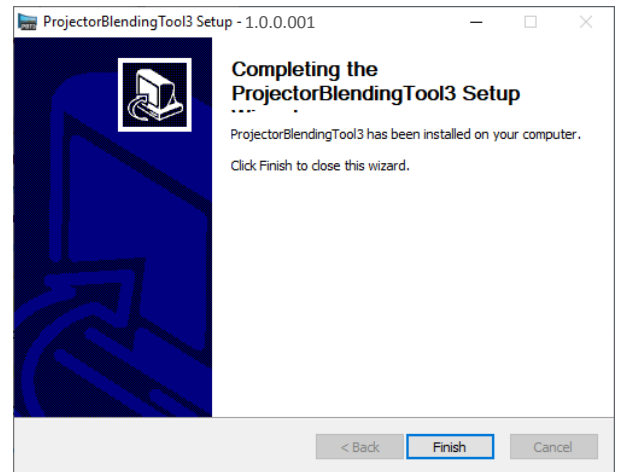 ProjectorBlendingTool3 Setup - 1.0.0.001
Completing the
ProjectorBlendingTool3 Setup
ProjectorBlendingTool3 has been installed on your computer.
Click Finish to close this wizard.
< Back Finish Cancel